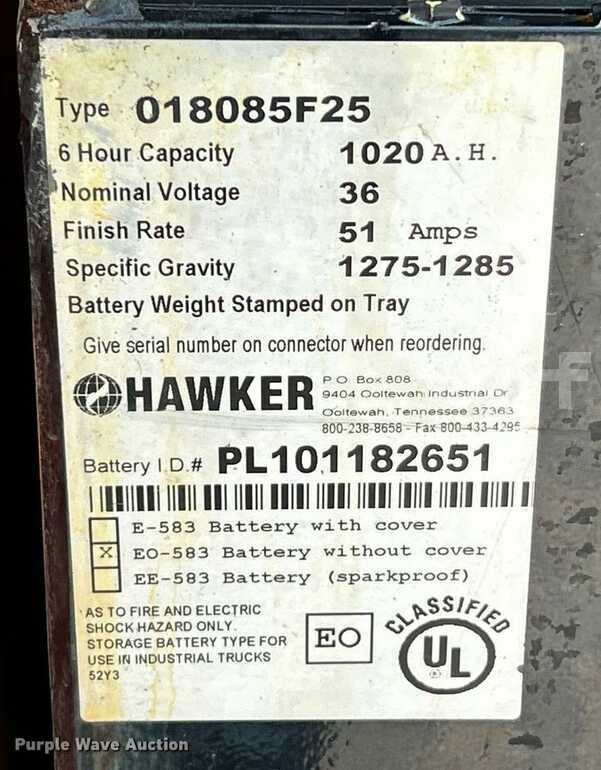 Type 018085F25
6 Hour Capacity 1020 A.H.
Nominal Voltage 36
Finish Rate 51 Amps
Specific Gravity 1275-1285
Battery Weight Stamped on Tray
Give serial number on connector when reordering.
HAWKER
P.O. Box 808
9404 Ooltewah Industrial Dr
Ooltewah, Tennessee 37363
800-238-8658 - Fax 800-433-4295
Battery I.D.# PL101182651
E-583 Battery with cover
X EO-583 Battery without cover
EE-583 Battery (sparkproof)
AS TO FIRE AND ELECTRIC
SHOCK HAZARD ONLY.
STORAGE BATTERY TYPE FOR
USE IN INDUSTRIAL TRUCKS
52Y3
EO
CLASSIFIED
UL
Purple Wave Auction